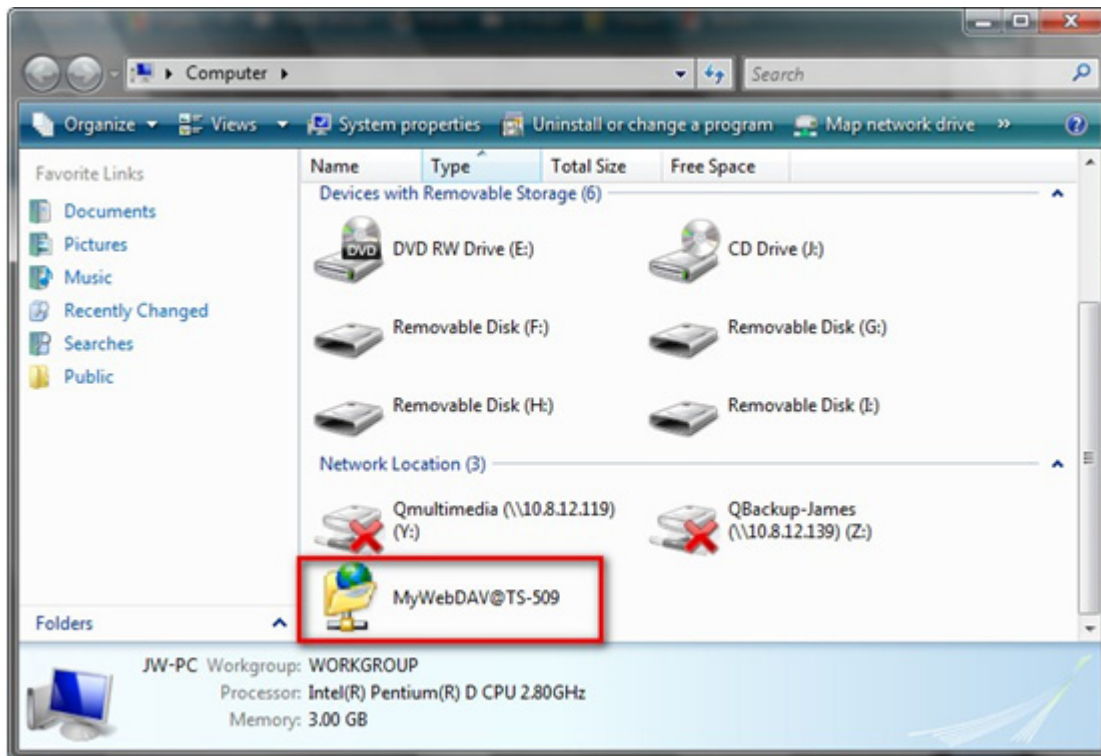 Computer
Search
Organize Views System properties Uninstall or change a program Map network drive »
Favorite Links
Documents
Pictures
Music
Recently Changed
Searches
Public
Folders
Name Type Total Size Free Space
Devices with Removable Storage (6)
DVD
DVD RW Drive (E:)
CD Drive (J:)
Removable Disk (F:)
Removable Disk (G:)
Removable Disk (H:)
Removable Disk (I:)
Network Location (3)
Qmultimedia (\\10.8.12.119)
(Y:)
QBackup-James
(\\10.8.12.139) (Z:)
MyWebDAV@TS-509
JW-PC Workgroup: WORKGROUP
Processor: Intel(R) Pentium(R) D CPU 2.80GHz
Memory: 3.00 GB